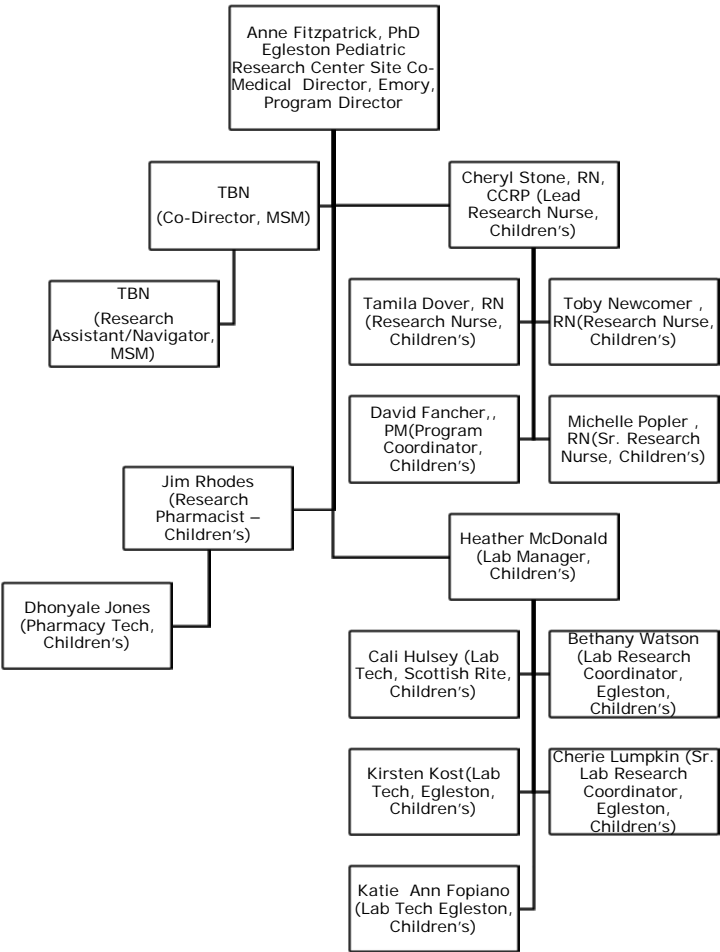 Anne Fitzpatrick, PhD
Egleston Pediatric
Research Center Site Co-
Medical Director, Emory,
Program Director
TBN
(Co-Director, MSM)
Cheryl Stone, RN,
CCRP (Lead
Research Nurse,
Children's)
TBN
(Research
Assistant/Navigator,
MSM)
Tamila Dover, RN
(Research Nurse,
Children's)
Toby Newcomer ,
RN(Research Nurse,
Children's)
David Fancher,,
PM(Program
Coordinator,
Children's)
Michelle Popler ,
RN(Sr. Research
Nurse, Children's)
Jim Rhodes
(Research
Pharmacist –
Children's)
Heather McDonald
(Lab Manager,
Children's)
Dhonyale Jones
(Pharmacy Tech,
Children's)
Cali Hulsey (Lab
Tech, Scottish Rite,
Children's)
Bethany Watson
(Lab Research
Coordinator,
Egleston,
Children's)
Kirsten Kost(Lab
Tech, Egleston,
Children's)
Cherie Lumpkin (Sr.
Lab Research
Coordinator,
Egleston,
Children's)
Katie Ann Fopiano
(Lab Tech Egleston,
Children's)